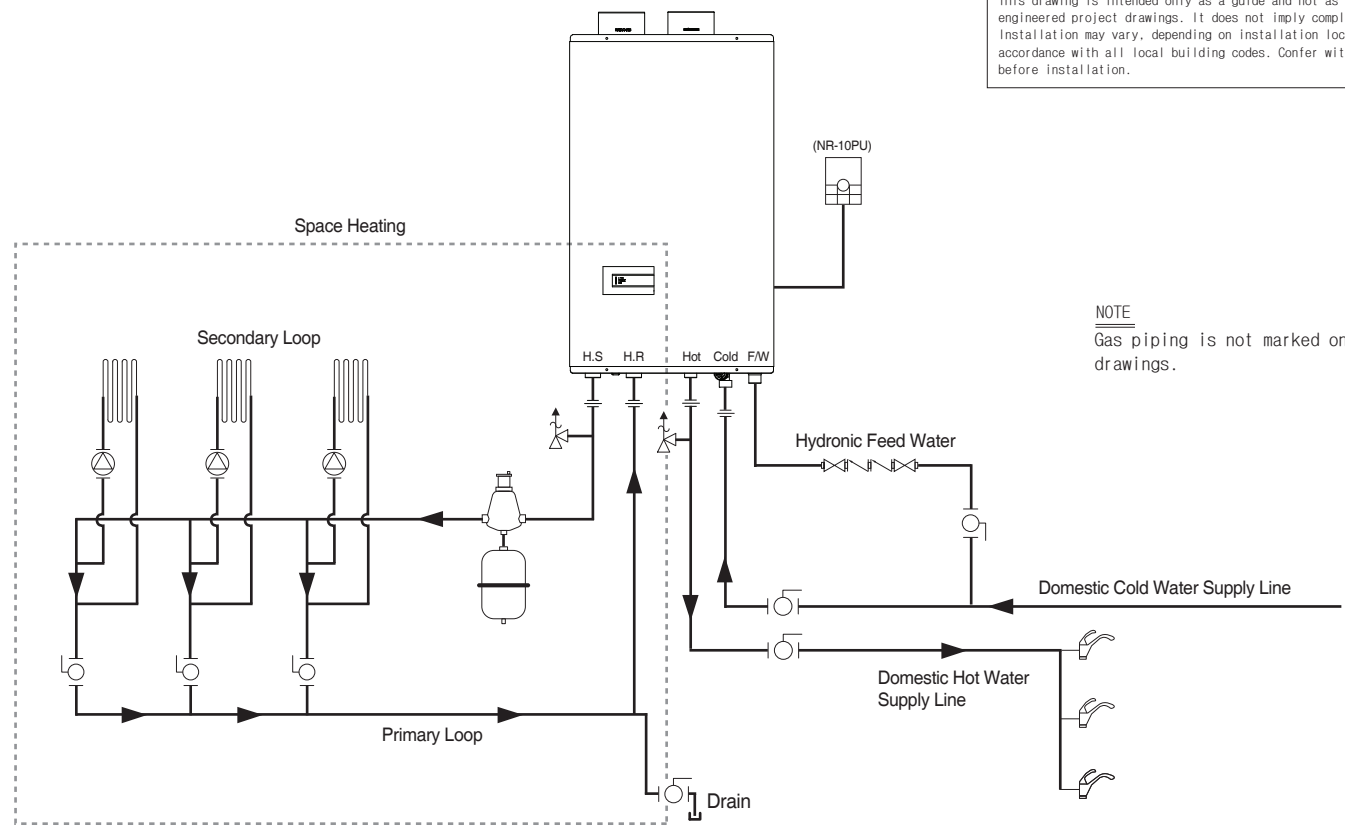 This drawing is intended only as a guide and not as
engineered project drawings. It does not imply compl
Installation may vary, depending on installation loc
accordance with all local building codes. Confer wit
before installation.
(NR-10PU)
Space Heating
NOTE
Gas piping is not marked on
drawings.
Secondary Loop
H.S H.R Hot Cold F/W
Hydronic Feed Water
Domestic Cold Water Supply Line
Domestic Hot Water
Supply Line
Primary Loop
Drain